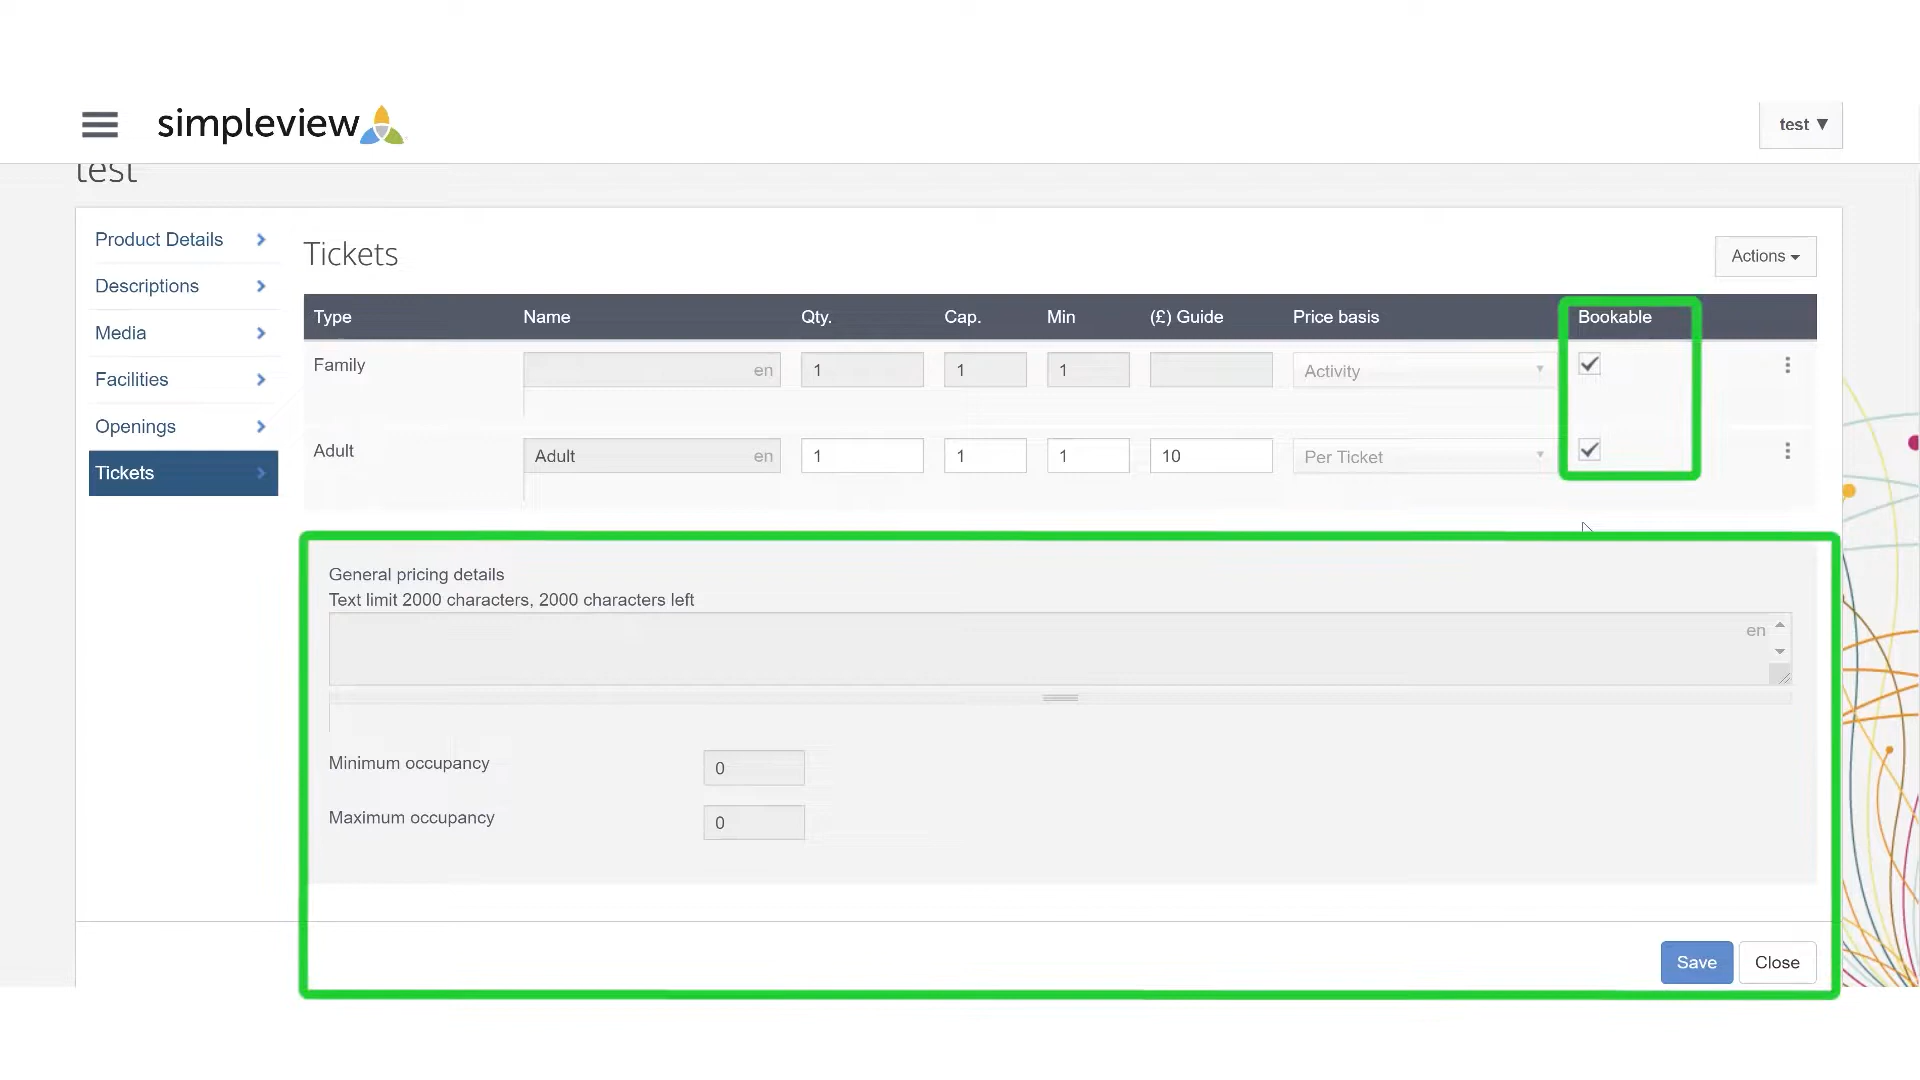 simpleview
test ▼
test
Product Details
Descriptions
Media
Facilities
Openings
Tickets
Tickets
Actions
Type Name Qty. Cap. Min (£) Guide Price basis Bookable
Family en 1 1 1 Activity
Adult Adult en 1 1 1 10 Per Ticket
General pricing details
Text limit 2000 characters, 2000 characters left
en
Minimum occupancy 0
Maximum occupancy 0
Save Close